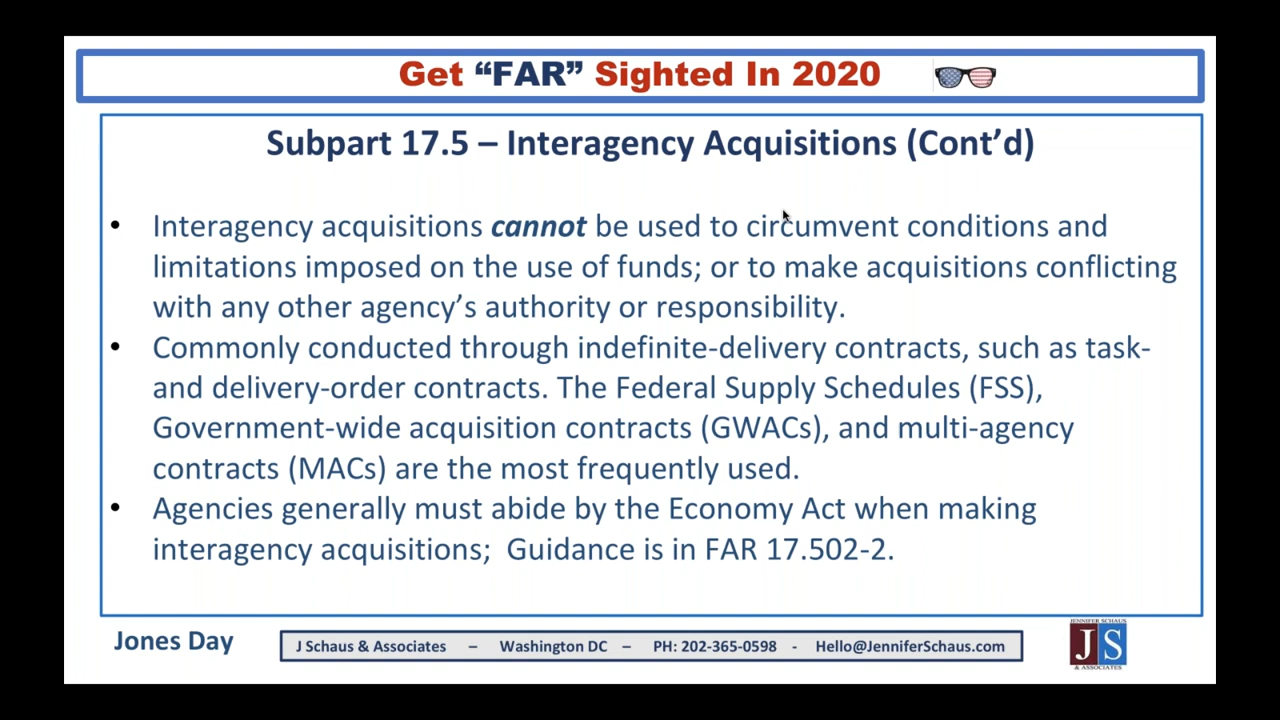 Get “FAR” Sighted In 2020
Subpart 17.5 – Interagency Acquisitions (Cont’d)
• Interagency acquisitions cannot be used to circumvent conditions and
limitations imposed on the use of funds; or to make acquisitions conflicting
with any other agency’s authority or responsibility.
• Commonly conducted through indefinite-delivery contracts, such as task-
and delivery-order contracts. The Federal Supply Schedules (FSS),
Government-wide acquisition contracts (GWACs), and multi-agency
contracts (MACs) are the most frequently used.
• Agencies generally must abide by the Economy Act when making
interagency acquisitions;  Guidance is in FAR 17.502-2.
Jones Day
J Schaus & Associates – Washington DC – PH: 202-365-0598 - Hello@JenniferSchaus.com
JENNIFER SCHAUS
JS
& ASSOCIATES